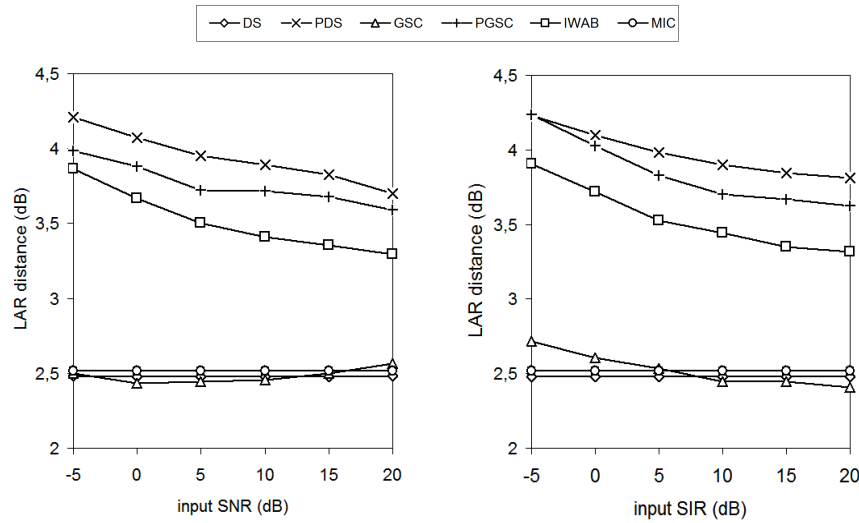 DS PDS GSC PGSC IWAB MIC
4,5
4
3,5
3
2,5
2
-5 0 5 10 15 20
input SNR (dB)
LAR distance (dB)
4,5
4
3,5
3
2,5
2
-5 0 5 10 15 20
input SIR (dB)
LAR distance (dB)